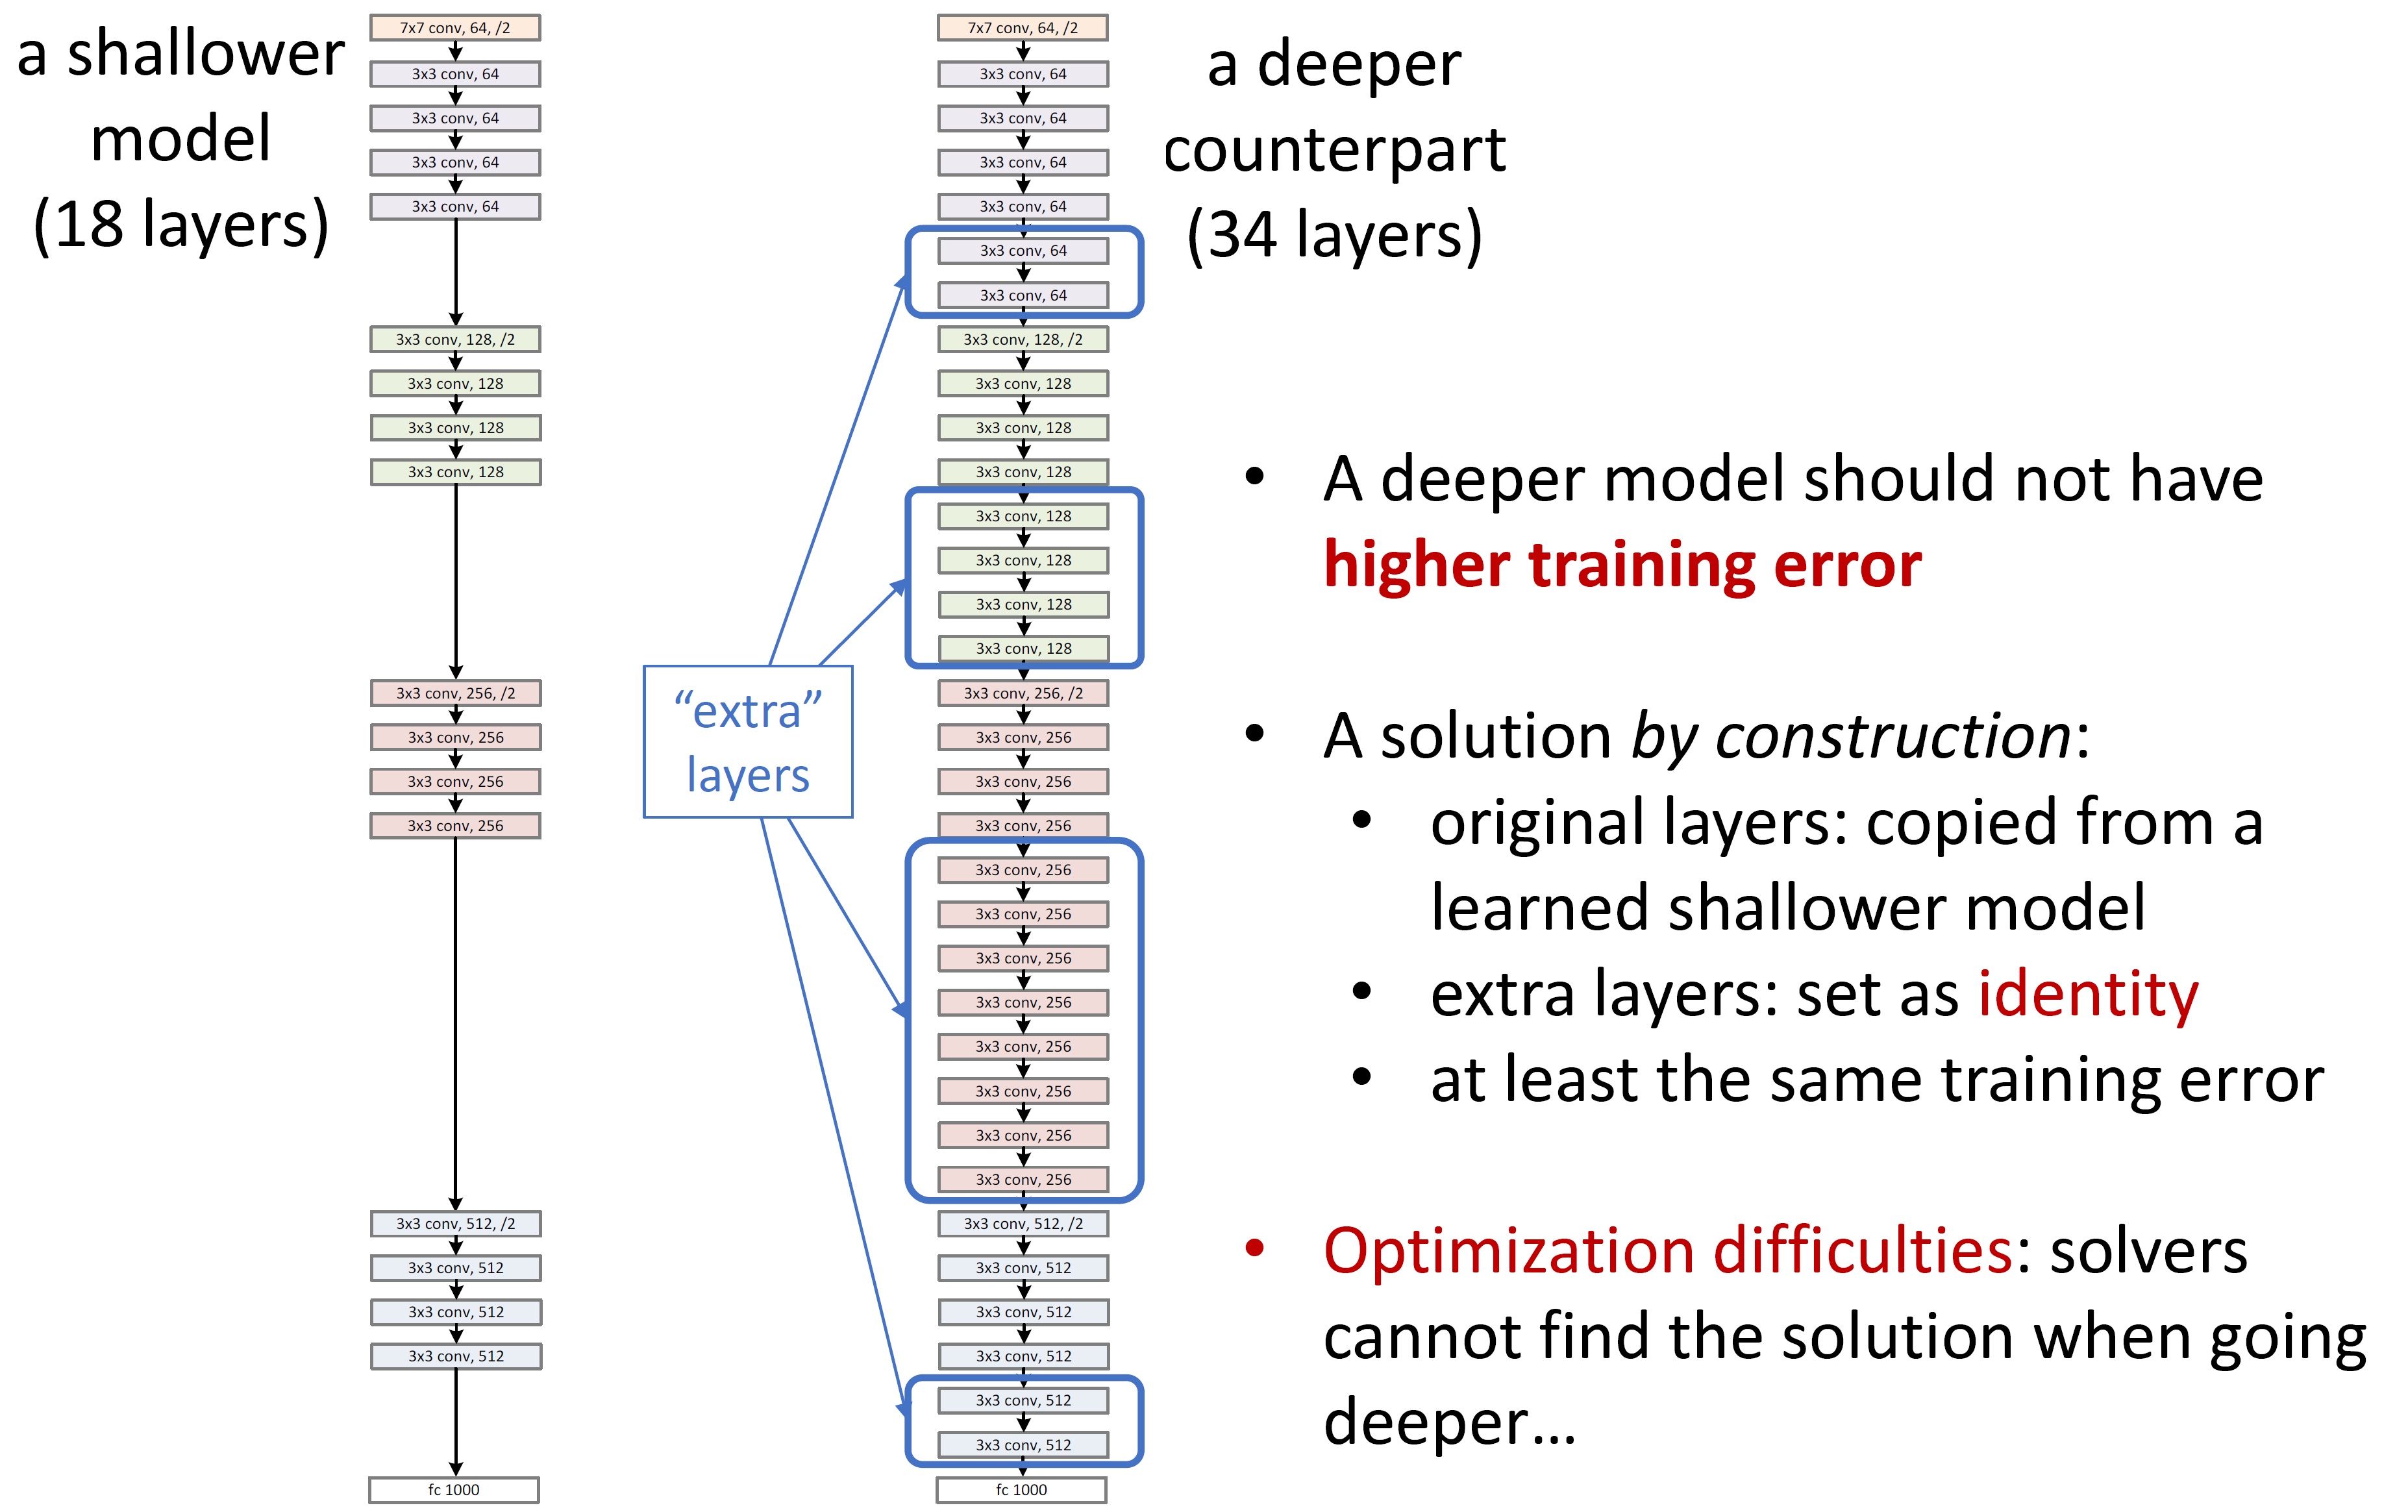 a shallower
model
(18 layers)
7x7 conv, 64, /2
3x3 conv, 64
3x3 conv, 64
3x3 conv, 64
3x3 conv, 64
3x3 conv, 128, /2
3x3 conv, 128
3x3 conv, 128
3x3 conv, 128
3x3 conv, 256, /2
3x3 conv, 256
3x3 conv, 256
3x3 conv, 256
3x3 conv, 512, /2
3x3 conv, 512
3x3 conv, 512
3x3 conv, 512
fc 1000
“extra”
layers
7x7 conv, 64, /2
3x3 conv, 64
3x3 conv, 64
3x3 conv, 64
3x3 conv, 64
3x3 conv, 64
3x3 conv, 64
3x3 conv, 128, /2
3x3 conv, 128
3x3 conv, 128
3x3 conv, 128
3x3 conv, 128
3x3 conv, 128
3x3 conv, 128
3x3 conv, 128
3x3 conv, 256, /2
3x3 conv, 256
3x3 conv, 256
3x3 conv, 256
3x3 conv, 256
3x3 conv, 256
3x3 conv, 256
3x3 conv, 256
3x3 conv, 256
3x3 conv, 256
3x3 conv, 256
3x3 conv, 256
3x3 conv, 512, /2
3x3 conv, 512
3x3 conv, 512
3x3 conv, 512
3x3 conv, 512
3x3 conv, 512
fc 1000
a deeper
counterpart
(34 layers)
• A deeper model should not have
higher training error
• A solution by construction:
• original layers: copied from a
learned shallower model
• extra layers: set as identity
• at least the same training error
• Optimization difficulties: solvers
cannot find the solution when going
deeper…